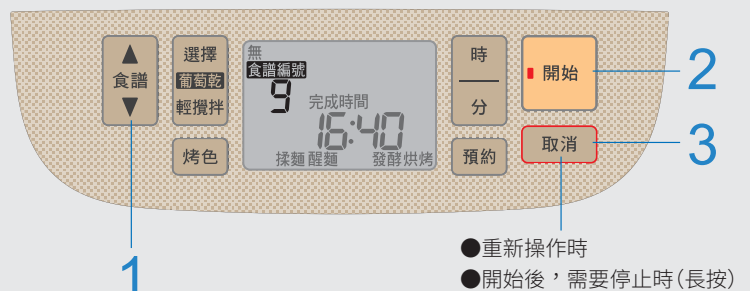 食譜
選擇
葡萄乾
輕攪拌
烤色
無
食譜編號
9
完成時間
16:40
揉麵 醒麵 發酵 烘烤
時
分
預約
開始
取消
1
2
3
●重新操作時
●開始後，需要停止時(長按)